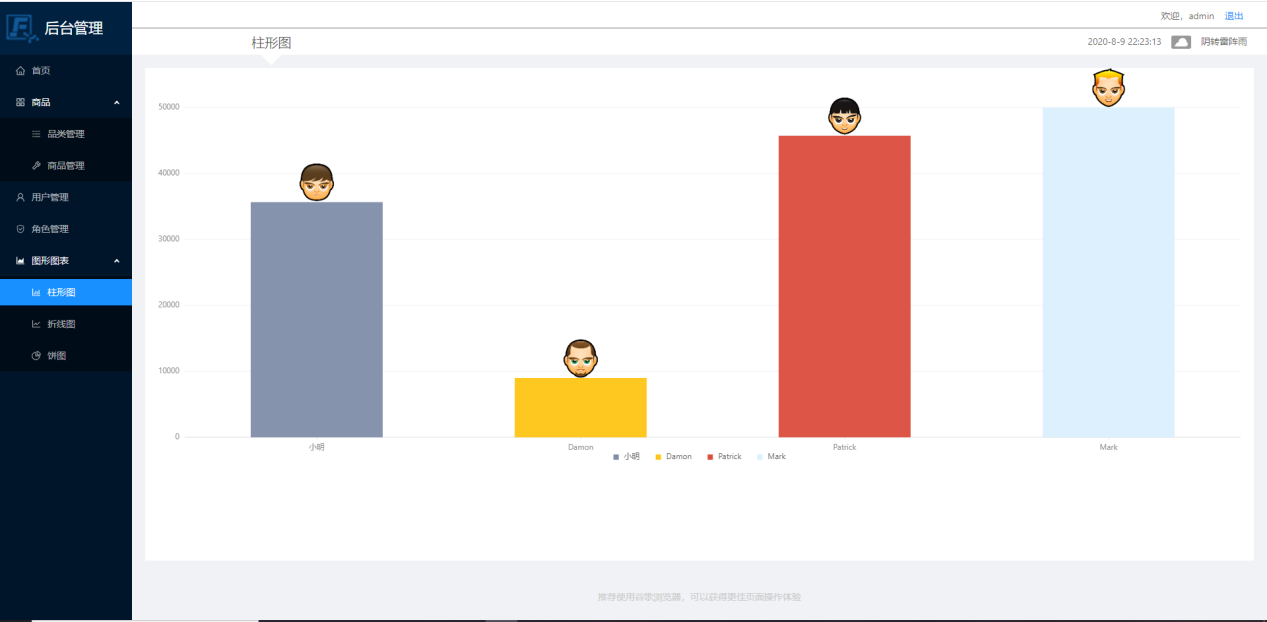 后台管理
欢迎，admin 退出
柱形图
2020-8-9 22:23:13 阴转雷阵雨
首页
商品
品类管理
商品管理
用户管理
角色管理
图形图表
柱形图
折线图
饼图
50000
40000
30000
20000
10000
0
小明 Damon Patrick Mark
小明 Damon Patrick Mark
推荐使用谷歌浏览器，可以获得更佳页面操作体验